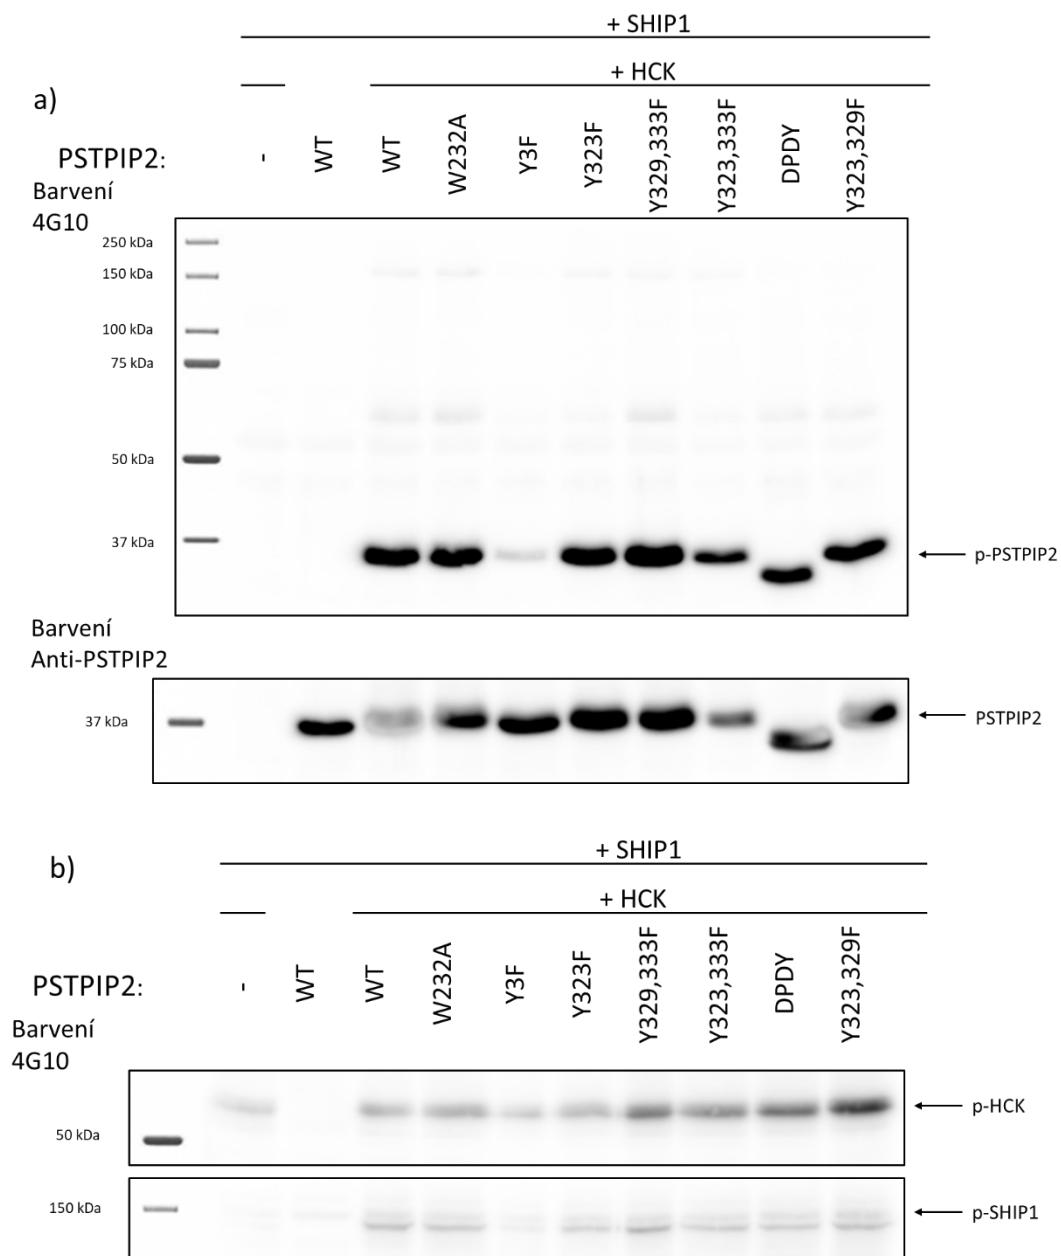 + SHIP1
+ HCK
a)
PSTPIP2:
-
WT
WT
W232A
Y3F
Y323F
Y329,333F
Y323,333F
DPDY
Y323,329F
Barvení
4G10
250 kDa
150 kDa
100 kDa
75 kDa
50 kDa
37 kDa
p-PSTPIP2
Barvení
Anti-PSTPIP2
37 kDa
PSTPIP2
b)
+ SHIP1
+ HCK
PSTPIP2:
-
WT
WT
W232A
Y3F
Y323F
Y329,333F
Y323,333F
DPDY
Y323,329F
Barvení
4G10
50 kDa
p-HCK
150 kDa
p-SHIP1